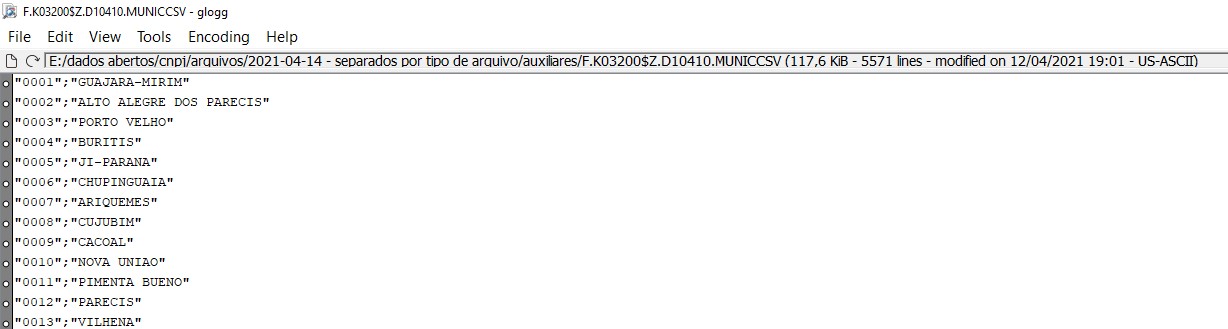 F.K03200$Z.D10410.MUNICCSV - glogg
File Edit View Tools Encoding Help
E:/dados abertos/cnpj/arquivos/2021-04-14 - separados por tipo de arquivo/auxiliares/F.K03200$Z.D10410.MUNICCSV (117,6 KiB - 5571 lines - modified on 12/04/2021 19:01 - US-ASCII)
"0001";"GUAJARA-MIRIM"
"0002";"ALTO ALEGRE DOS PARECIS"
"0003";"PORTO VELHO"
"0004";"BURITIS"
"0005";"JI-PARANA"
"0006";"CHUPINGUAIA"
"0007";"ARIQUEMES"
"0008";"CUJUBIM"
"0009";"CACOAL"
"0010";"NOVA UNIAO"
"0011";"PIMENTA BUENO"
"0012";"PARECIS"
"0013";"VILHENA"